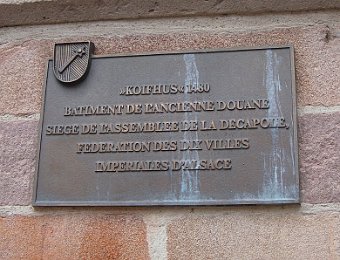 »KOIFHUS« 1480
BATIMENT DE L'ANCIENNE DOUANE
SIEGE DE L'ASSEMBLEE DE LA DECAPOLE,
FEDERATION DES DIX VILLES
IMPERIALES D'ALSACE